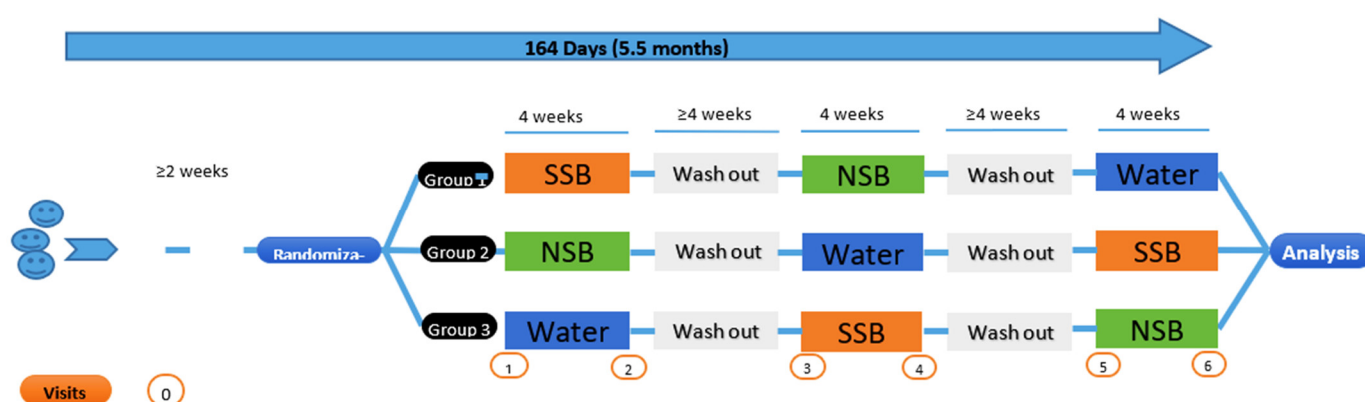 164 Days (5.5 months)
4 weeks
≥4 weeks
4 weeks
≥4 weeks
4 weeks
≥2 weeks
Group 1
SSB
Wash out
NSB
Wash out
Water
Randomiza-
Group 2
NSB
Wash out
Water
Wash out
SSB
Analysis
Group 3
Water
Wash out
SSB
Wash out
NSB
1
2
3
4
5
6
Visits
0